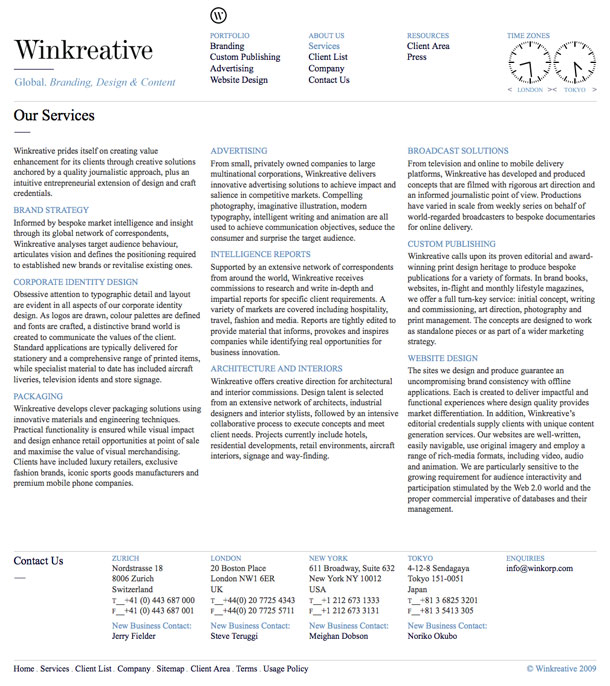 W
Winkreative
Global. Branding, Design & Content
PORTFOLIO
Branding
Custom Publishing
Advertising
Website Design
ABOUT US
Services
Client List
Company
Contact Us
RESOURCES
Client Area
Press
TIME ZONES
< LONDON >< TOKYO >
Our Services
Winkreative prides itself on creating value
enhancement for its clients through creative solutions
anchored by a quality journalistic approach, plus an
intuitive entrepreneurial extension of design and craft
credentials.
BRAND STRATEGY
Informed by bespoke market intelligence and insight
through its global network of correspondents,
Winkreative analyses target audience behaviour,
articulates vision and defines the positioning required
to established new brands or revitalise existing ones.
CORPORATE IDENTITY DESIGN
Obsessive attention to typographic detail and layout
are evident in all aspects of our corporate identity
design. As logos are drawn, colour palettes are defined
and fonts are crafted, a distinctive brand world is
created to communicate the values of the client.
Standard applications are typically delivered for
stationery and a comprehensive range of printed items,
while specialist material to date has included aircraft
liveries, television idents and store signage.
PACKAGING
Winkreative develops clever packaging solutions using
innovative materials and engineering techniques.
Practical functionality is ensured while visual impact
and design enhance retail opportunities at point of sale
and maximise the value of visual merchandising.
Clients have included luxury retailers, exclusive
fashion brands, iconic sports goods manufacturers and
premium mobile phone companies.
ADVERTISING
From small, privately owned companies to large
multinational corporations, Winkreative delivers
innovative advertising solutions to achieve impact and
salience in competitive markets. Compelling
photography, imaginative illustration, modern
typography, intelligent writing and animation are all
used to achieve communication objectives, seduce the
consumer and surprise the target audience.
INTELLIGENCE REPORTS
Supported by an extensive network of correspondents
from around the world, Winkreative receives
commissions to research and write in-depth and
impartial reports for specific client requirements. A
variety of markets are covered including hospitality,
travel, fashion and media. Reports are tightly edited to
provide material that informs, provokes and inspires
companies while identifying real opportunities for
business innovation.
ARCHITECTURE AND INTERIORS
Winkreative offers creative direction for architectural
and interior commissions. Design talent is selected
from an extensive network of architects, industrial
designers and interior stylists, followed by an intensive
collaborative process to execute concepts and meet
client needs. Projects currently include hotels,
residential developments, retail environments, aircraft
interiors, signage and way-finding.
BROADCAST SOLUTIONS
From television and online to mobile delivery
platforms, Winkreative has developed and produced
concepts that are filmed with rigorous art direction and
an informed journalistic point of view. Productions
have varied in scale from weekly series on behalf of
world-regarded broadcasters to bespoke documentaries
for online delivery.
CUSTOM PUBLISHING
Winkreative calls upon its proven editorial and award-
winning print design heritage to produce bespoke
publications for a variety of sectors. In brand books,
websites, in-flight and monthly lifestyle magazines,
we offer a full turn-key service: initial concept, writing
and commissioning, art direction, photography and
print management. The concepts are designed to work
as standalone pieces or as part of a wider marketing
strategy.
WEBSITE DESIGN
The sites we design and produce guarantee an
uncompromising brand consistency with offline
applications. Each is created to deliver impactful and
functional experiences where design quality provides
market differentiation. In addition, Winkreative's
editorial credentials supply clients with unique content
generation services. Our websites are well-written,
easily navigable, use original imagery and employ a
range of rich-media formats, including video, audio
and animation. We are particularly sensitive to the
growing requirement for audience interactivity and
participation stimulated by the Web 2.0 world and the
proper commercial imperative of databases and their
management.
Contact Us
ZURICH
Nordstrasse 18
8006 Zurich
Switzerland
T__+41 (0) 443 687 000
F__+41 (0) 443 687 001
New Business Contact:
Jerry Fielder
LONDON
20 Boston Place
London NW1 6ER
UK
T__+44(0) 20 7725 4343
F__+44(0) 20 7725 5711
New Business Contact:
Steve Teruggi
NEW YORK
611 Broadway, Suite 632
New York NY 10012
USA
T__+1 212 673 1333
F__+1 212 673 3131
New Business Contact:
Meighan Dobson
TOKYO
4-12-8 Sendagaya
Tokyo 151-0051
Japan
T__+81 3 6825 3201
F__+81 3 5413 305
New Business Contact:
Noriko Okubo
ENQUIRIES
info@winkorp.com
Home . Services . Client List . Company . Sitemap . Client Area . Terms . Usage Policy
© Winkreative 2009